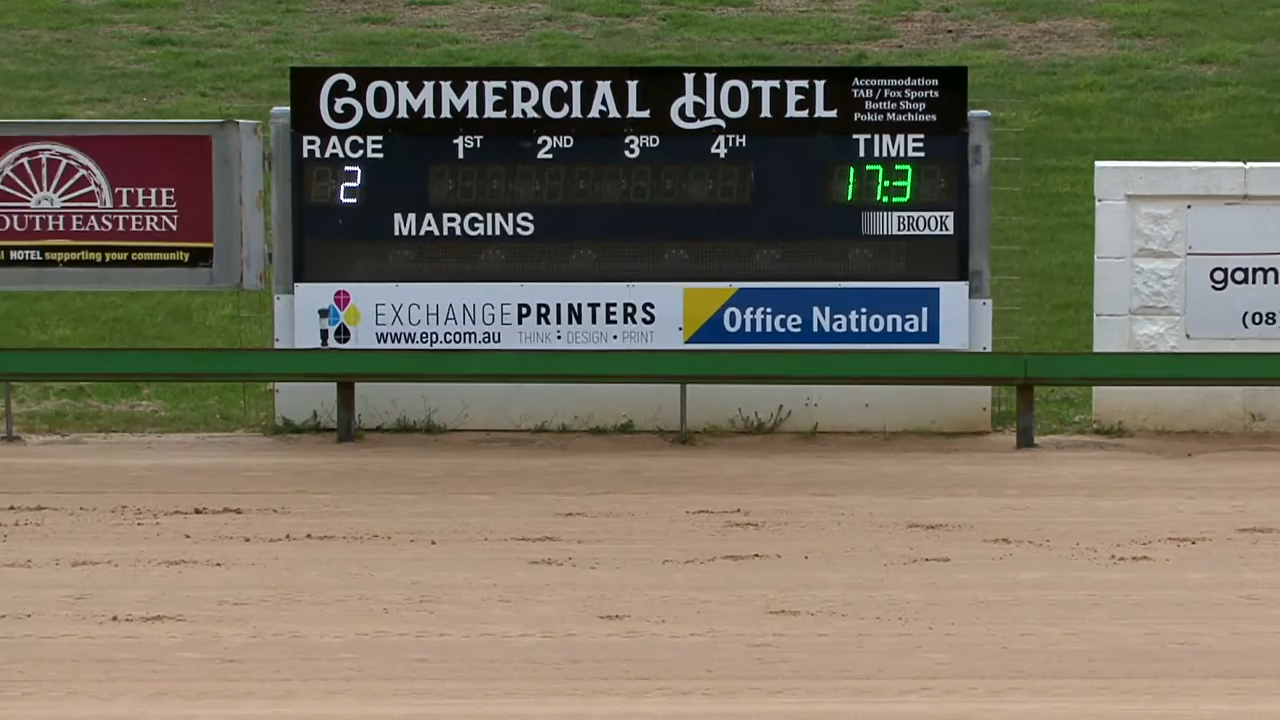 COMMERCIAL HOTEL
Accommodation
TAB / Fox Sports
Bottle Shop
Pokie Machines
RACE 1ST 2ND 3RD 4TH TIME
2 17:3
MARGINS
BROOK
EXCHANGEPRINTERS
www.ep.com.au THINK : DESIGN • PRINT
Office National
THE
OUTH EASTERN
HOTEL supporting your community
gam
(08